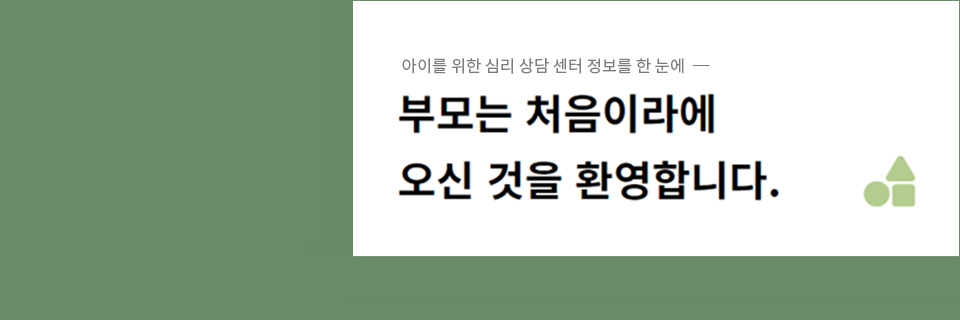 아이를 위한 심리 상담 센터 정보를 한 눈에 —
부모는 처음이라에
오신 것을 환영합니다.